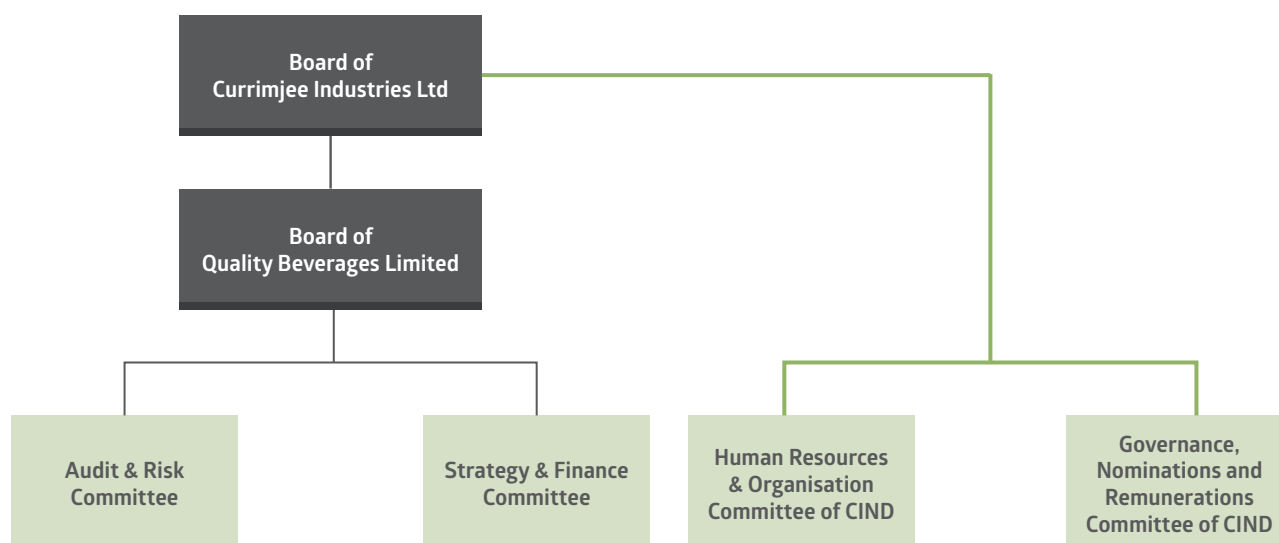 Board of
Currimjee Industries Ltd
Board of
Quality Beverages Limited
Audit & Risk
Committee
Strategy & Finance
Committee
Human Resources
& Organisation
Committee of CIND
Governance,
Nominations and
Remunerations
Committee of CIND